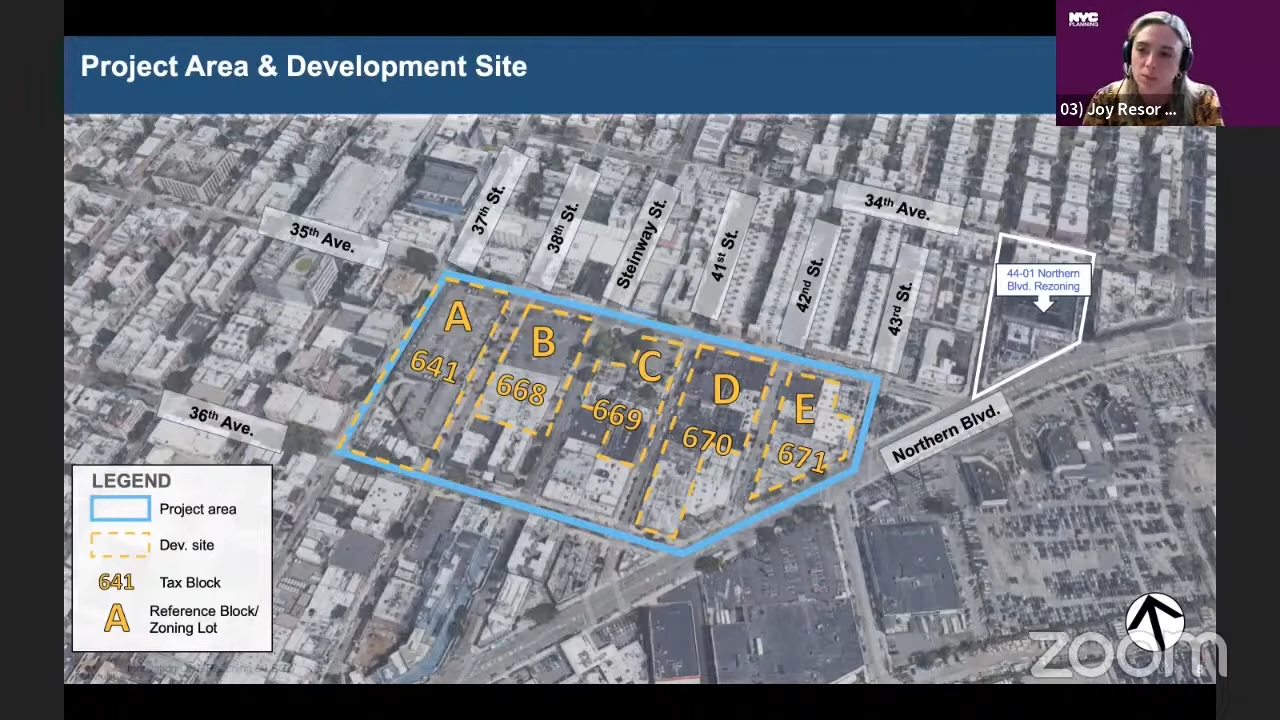 Project Area & Development Site
NYC
PLANNING
03) Joy Resor ...
37th St.
38th St.
Steinway St.
41st St.
42nd St.
43rd St.
34th Ave.
35th Ave.
36th Ave.
Northern Blvd.
44-01 Northern
Blvd. Rezoning
A
641
B
668
C
669
D
670
E
671
LEGEND
Project area
Dev. site
641 Tax Block
A Reference Block/
Zoning Lot
zoom
8